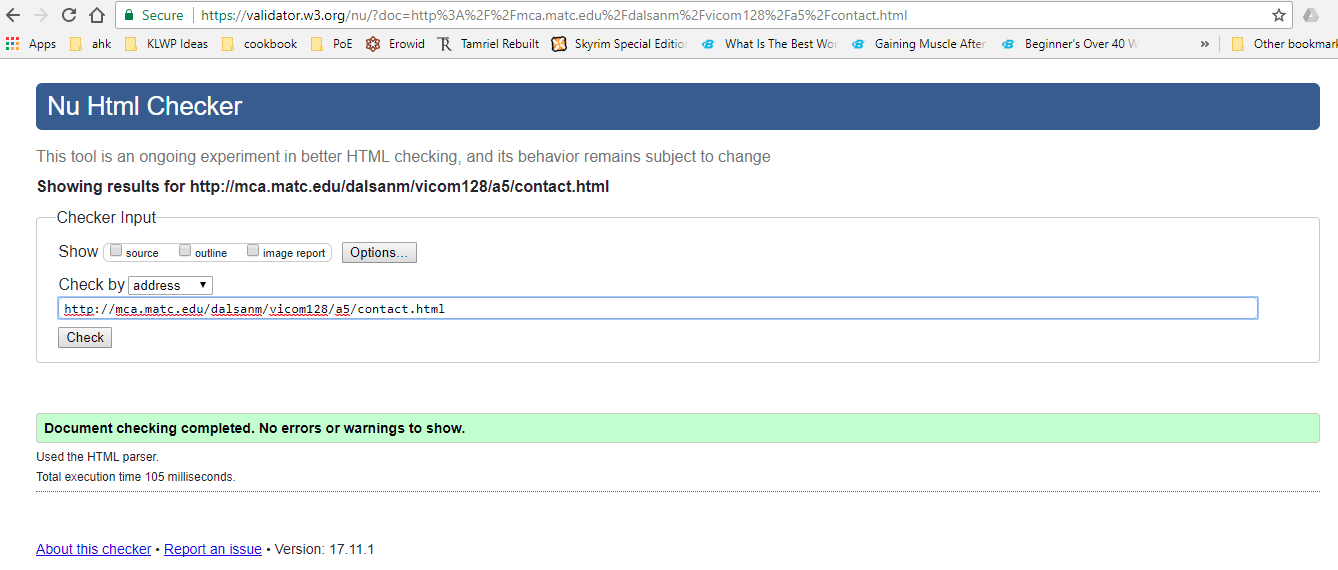 Secure https://validator.w3.org/nu/?doc=http%3A%2F%2Fmca.matc.edu%2Fdalsanm%2Fvicom128%2Fa5%2Fcontact.html
Apps ahk KLWP Ideas cookbook PoE Erowid Tamriel Rebuilt Skyrim Special Editio What Is The Best Wor Gaining Muscle After Beginner's Over 40 W » Other bookmark
Nu Html Checker
This tool is an ongoing experiment in better HTML checking, and its behavior remains subject to change
Showing results for http://mca.matc.edu/dalsanm/vicom128/a5/contact.html
Checker Input
Show source outline image report Options...
Check by address
http://mca.matc.edu/dalsanm/vicom128/a5/contact.html
Check
Document checking completed. No errors or warnings to show.
Used the HTML parser.
Total execution time 105 milliseconds.
About this checker • Report an issue • Version: 17.11.1